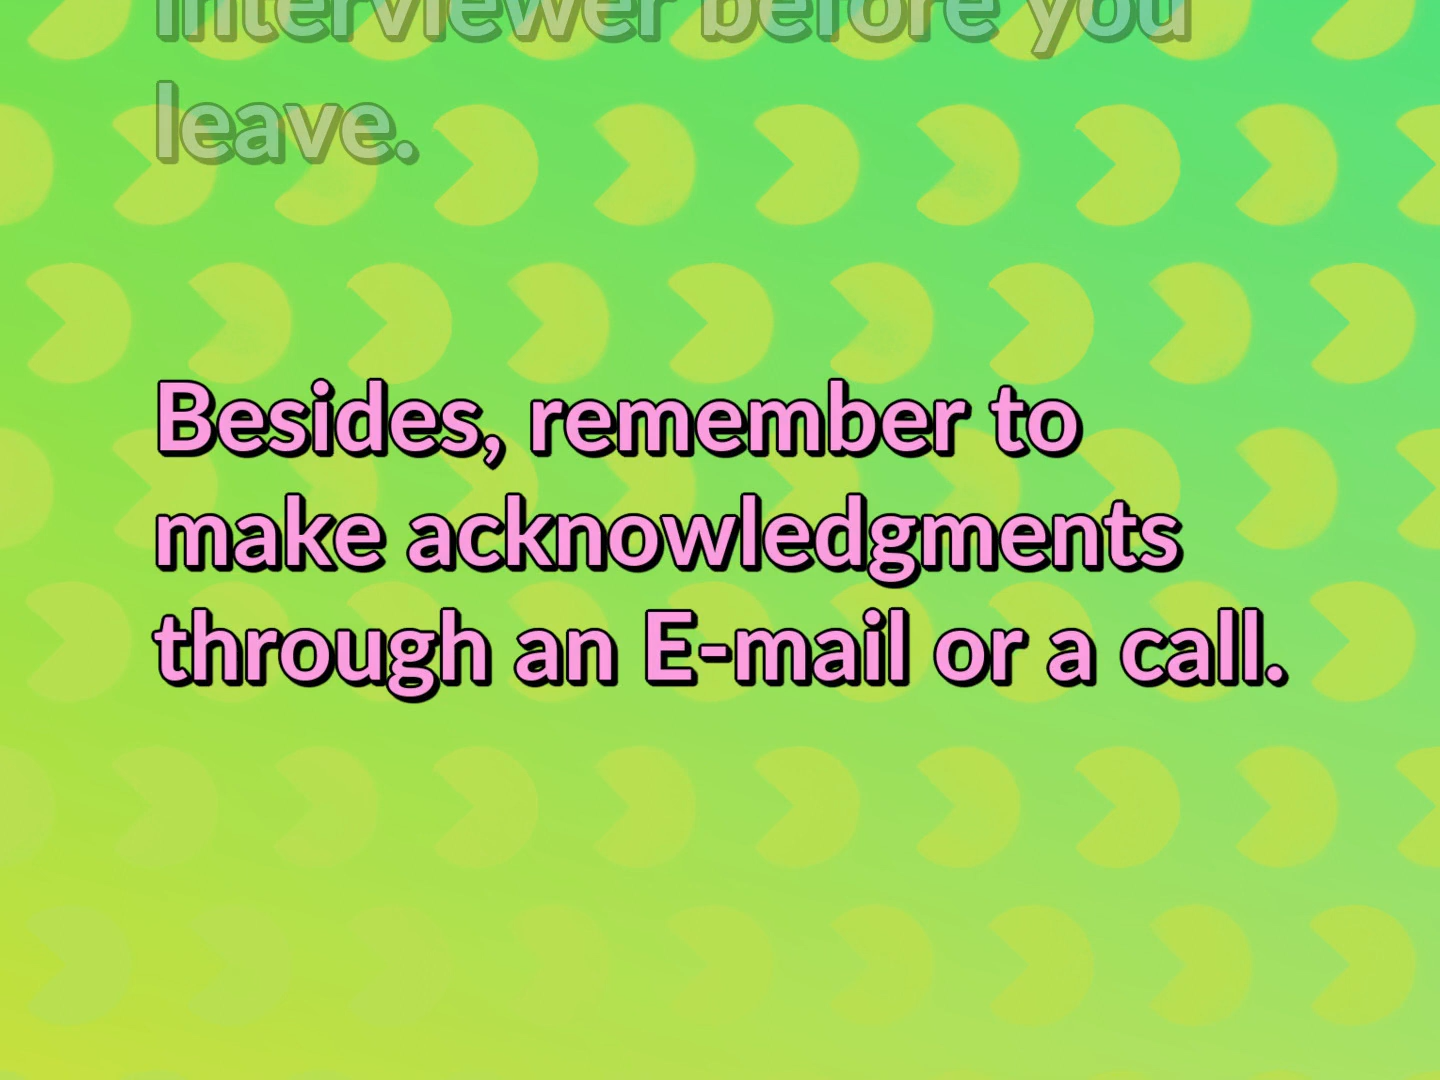 interviewer before you
leave.
Besides, remember to
make acknowledgments
through an E-mail or a call.